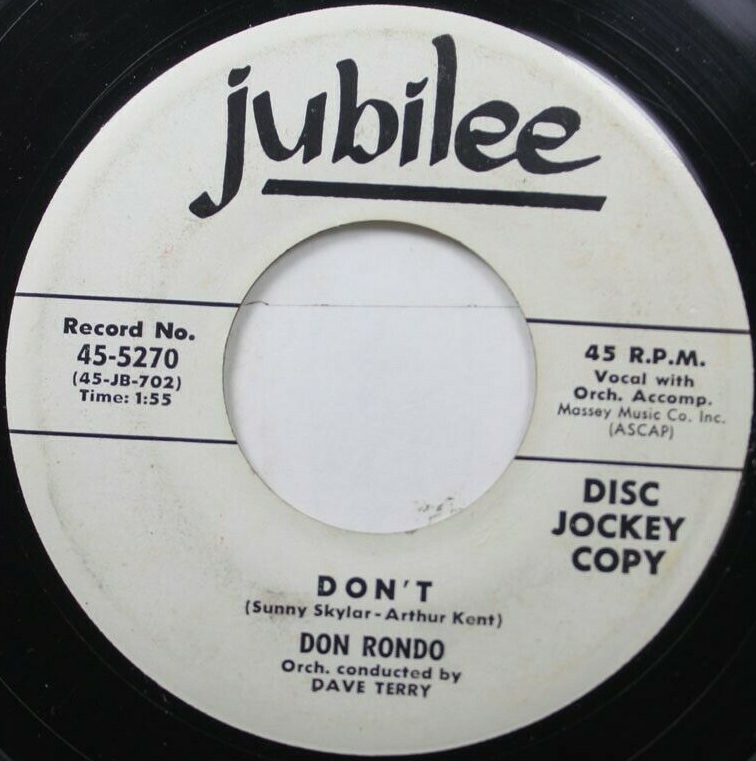 jubilee
Record No.
45-5270
(45-JB-702)
Time: 1:55
45 R.P.M.
Vocal with
Orch. Accomp.
Massey Music Co. Inc.
(ASCAP)
DISC
JOCKEY
COPY
DON'T
(Sunny Skylar-Arthur Kent)
DON RONDO
Orch. conducted by
DAVE TERRY